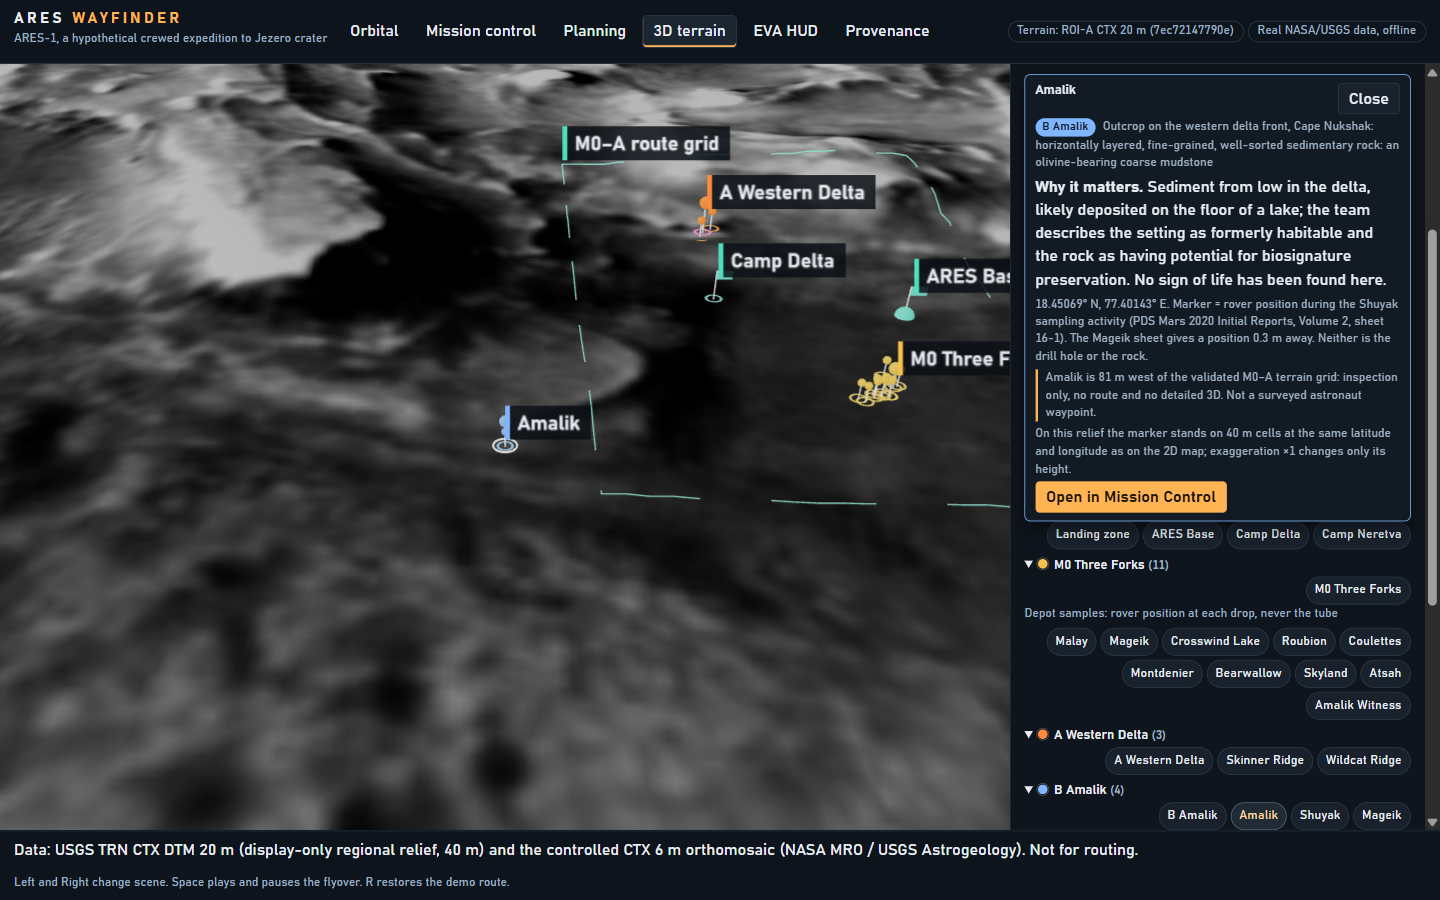 ARES WAYFINDER
ARES-1, a hypothetical crewed expedition to Jezero crater
Orbital
Mission control
Planning
3D terrain
EVA HUD
Provenance
Terrain: ROI-A CTX 20 m (7ec72147790e)
Real NASA/USGS data, offline
M0–A route grid
A Western Delta
Camp Delta
ARES Bas
M0 Three F
Amalik
Amalik
Close
B Amalik Outcrop on the western delta front, Cape Nukshak:
horizontally layered, fine-grained, well-sorted sedimentary rock: an
olivine-bearing coarse mudstone
Why it matters. Sediment from low in the delta,
likely deposited on the floor of a lake; the team
describes the setting as formerly habitable and
the rock as having potential for biosignature
preservation. No sign of life has been found here.
18.45069° N, 77.40143° E. Marker = rover position during the Shuyak
sampling activity (PDS Mars 2020 Initial Reports, Volume 2, sheet
16-1). The Mageik sheet gives a position 0.3 m away. Neither is the
drill hole or the rock.
Amalik is 81 m west of the validated M0–A terrain grid: inspection
only, no route and no detailed 3D. Not a surveyed astronaut
waypoint.
On this relief the marker stands on 40 m cells at the same latitude
and longitude as on the 2D map; exaggeration ×1 changes only its
height.
Open in Mission Control
Landing zone
ARES Base
Camp Delta
Camp Neretva
▼ M0 Three Forks (11)
M0 Three Forks
Depot samples: rover position at each drop, never the tube
Malay
Mageik
Crosswind Lake
Roubion
Coulettes
Montdenier
Bearwallow
Skyland
Atsah
Amalik Witness
▼ A Western Delta (3)
A Western Delta
Skinner Ridge
Wildcat Ridge
▼ B Amalik (4)
B Amalik
Amalik
Shuyak
Mageik
Data: USGS TRN CTX DTM 20 m (display-only regional relief, 40 m) and the controlled CTX 6 m orthomosaic (NASA MRO / USGS Astrogeology). Not for routing.
Left and Right change scene. Space plays and pauses the flyover. R restores the demo route.